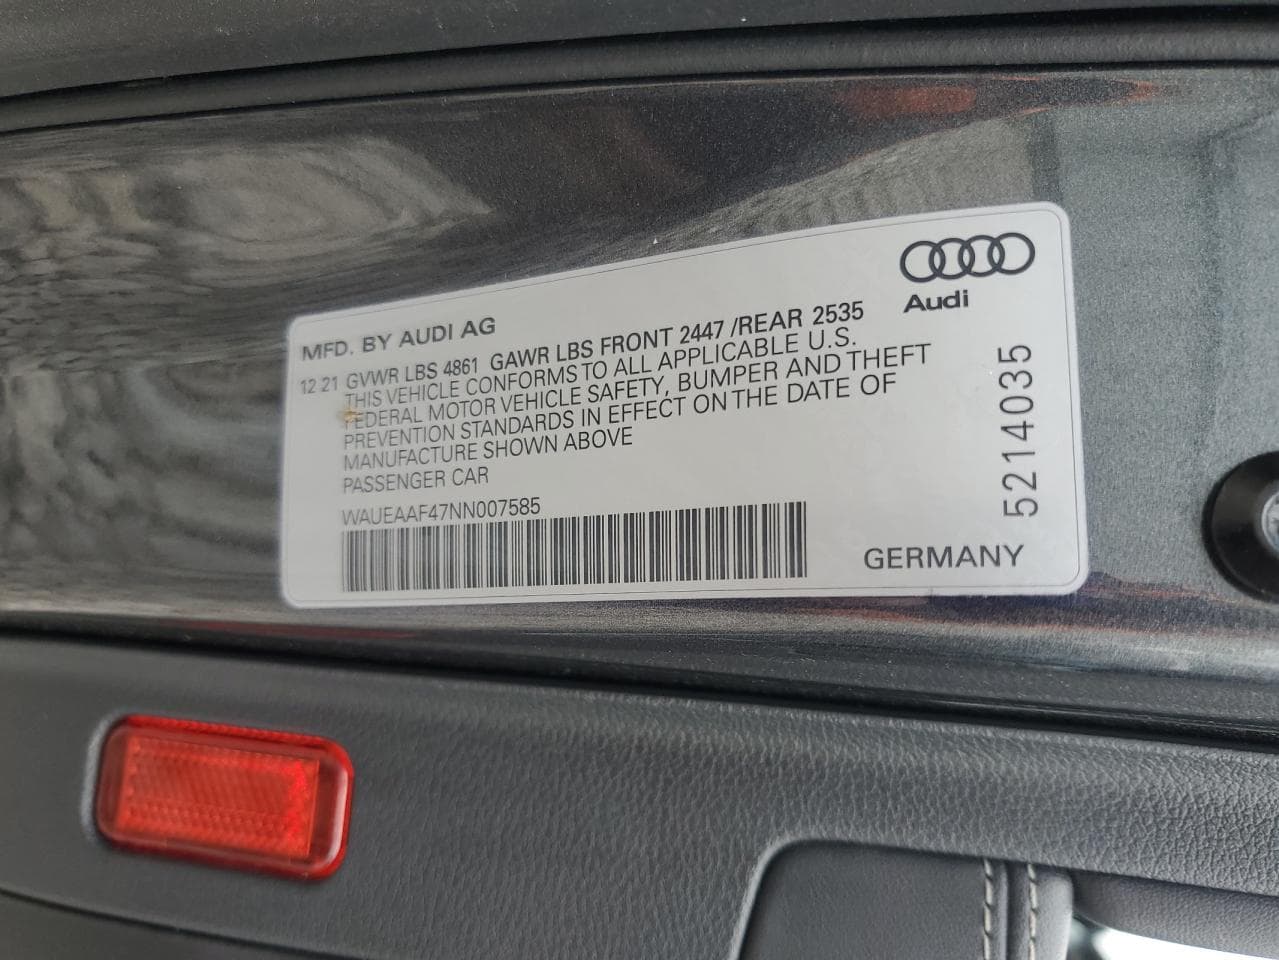 Audi
MFD. BY AUDI AG
12 21 GVWR LBS 4861 GAWR LBS FRONT 2447 /REAR 2535
THIS VEHICLE CONFORMS TO ALL APPLICABLE U.S.
FEDERAL MOTOR VEHICLE SAFETY, BUMPER AND THEFT
PREVENTION STANDARDS IN EFFECT ON THE DATE OF
MANUFACTURE SHOWN ABOVE
PASSENGER CAR
WAUEAAF47NN007585
GERMANY
52140035